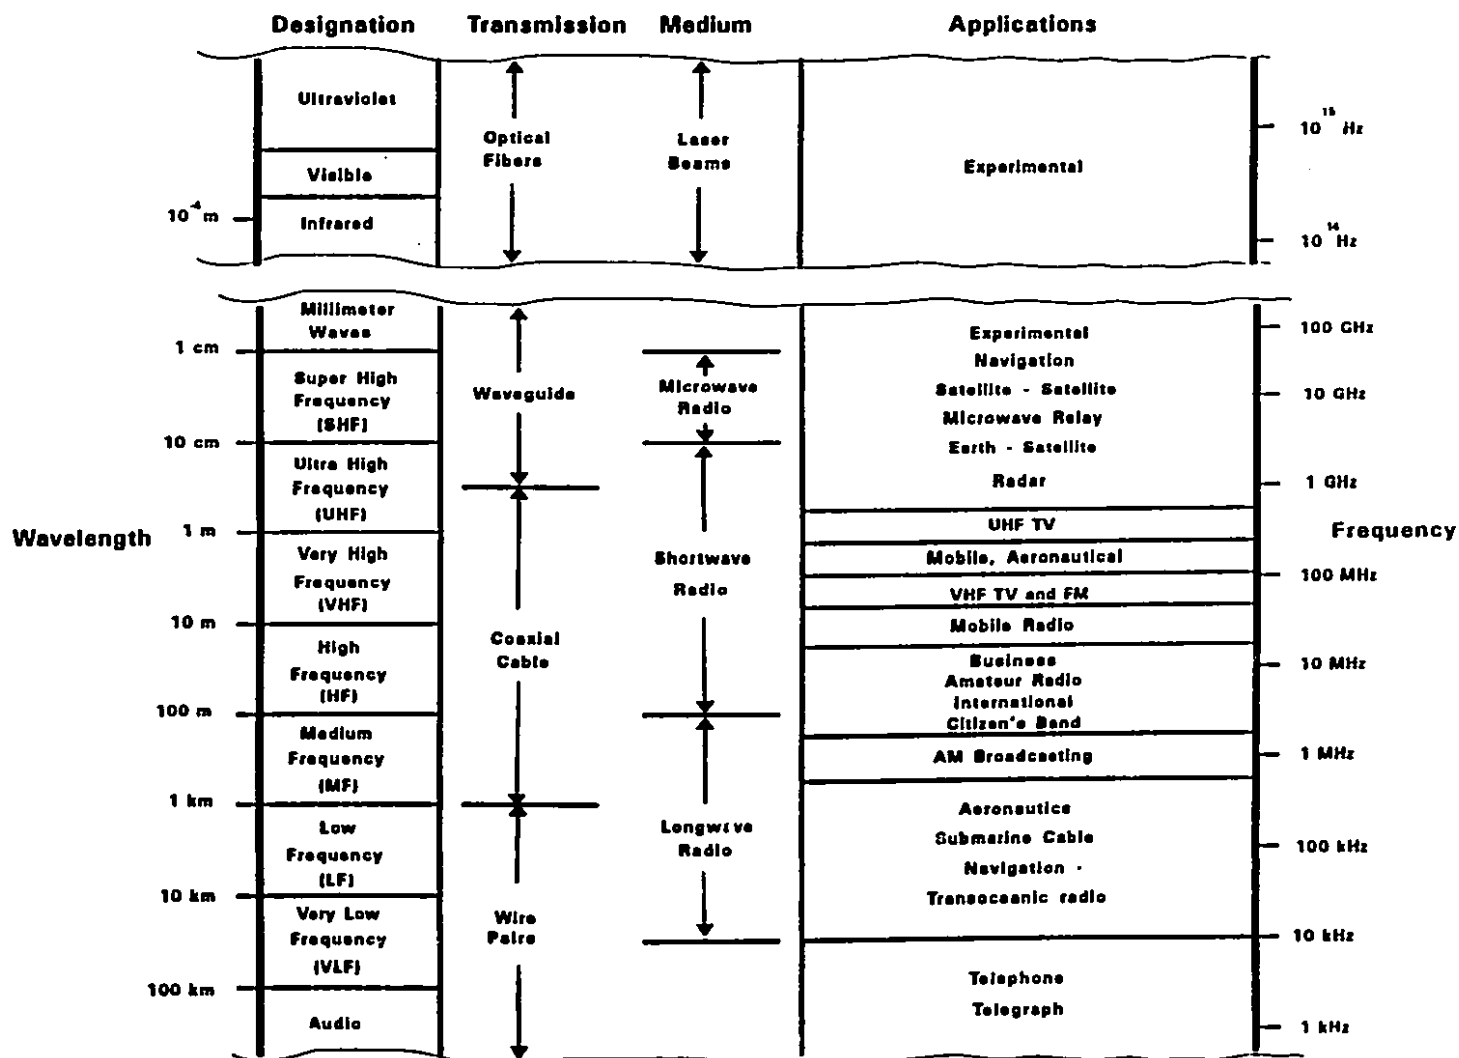 Designation Transmission Medium Applications
Ultraviolet
Visible
Infrared
10⁻⁴ m
Optical
Fibers
Laser
Beams
Experimental
10¹⁵ Hz
10¹⁴ Hz
Millimeter
Waves
Super High
Frequency
(SHF)
Ultra High
Frequency
(UHF)
Very High
Frequency
(VHF)
High
Frequency
(HF)
Medium
Frequency
(MF)
Low
Frequency
(LF)
Very Low
Frequency
(VLF)
Audio
Wavelength
1 cm
10 cm
1 m
10 m
100 m
1 km
10 km
100 km
Waveguide
Coaxial
Cable
Wire
Pairs
Microwave
Radio
Shortwave
Radio
Longwave
Radio
Experimental
Navigation
Satellite - Satellite
Microwave Relay
Earth - Satellite
Radar
UHF TV
Mobile, Aeronautical
VHF TV and FM
Mobile Radio
Business
Amateur Radio
International
Citizen's Band
AM Broadcasting
Aeronautics
Submarine Cable
Navigation
Transoceanic radio
Telephone
Telegraph
Frequency
100 GHz
10 GHz
1 GHz
100 MHz
10 MHz
1 MHz
100 kHz
10 kHz
1 kHz